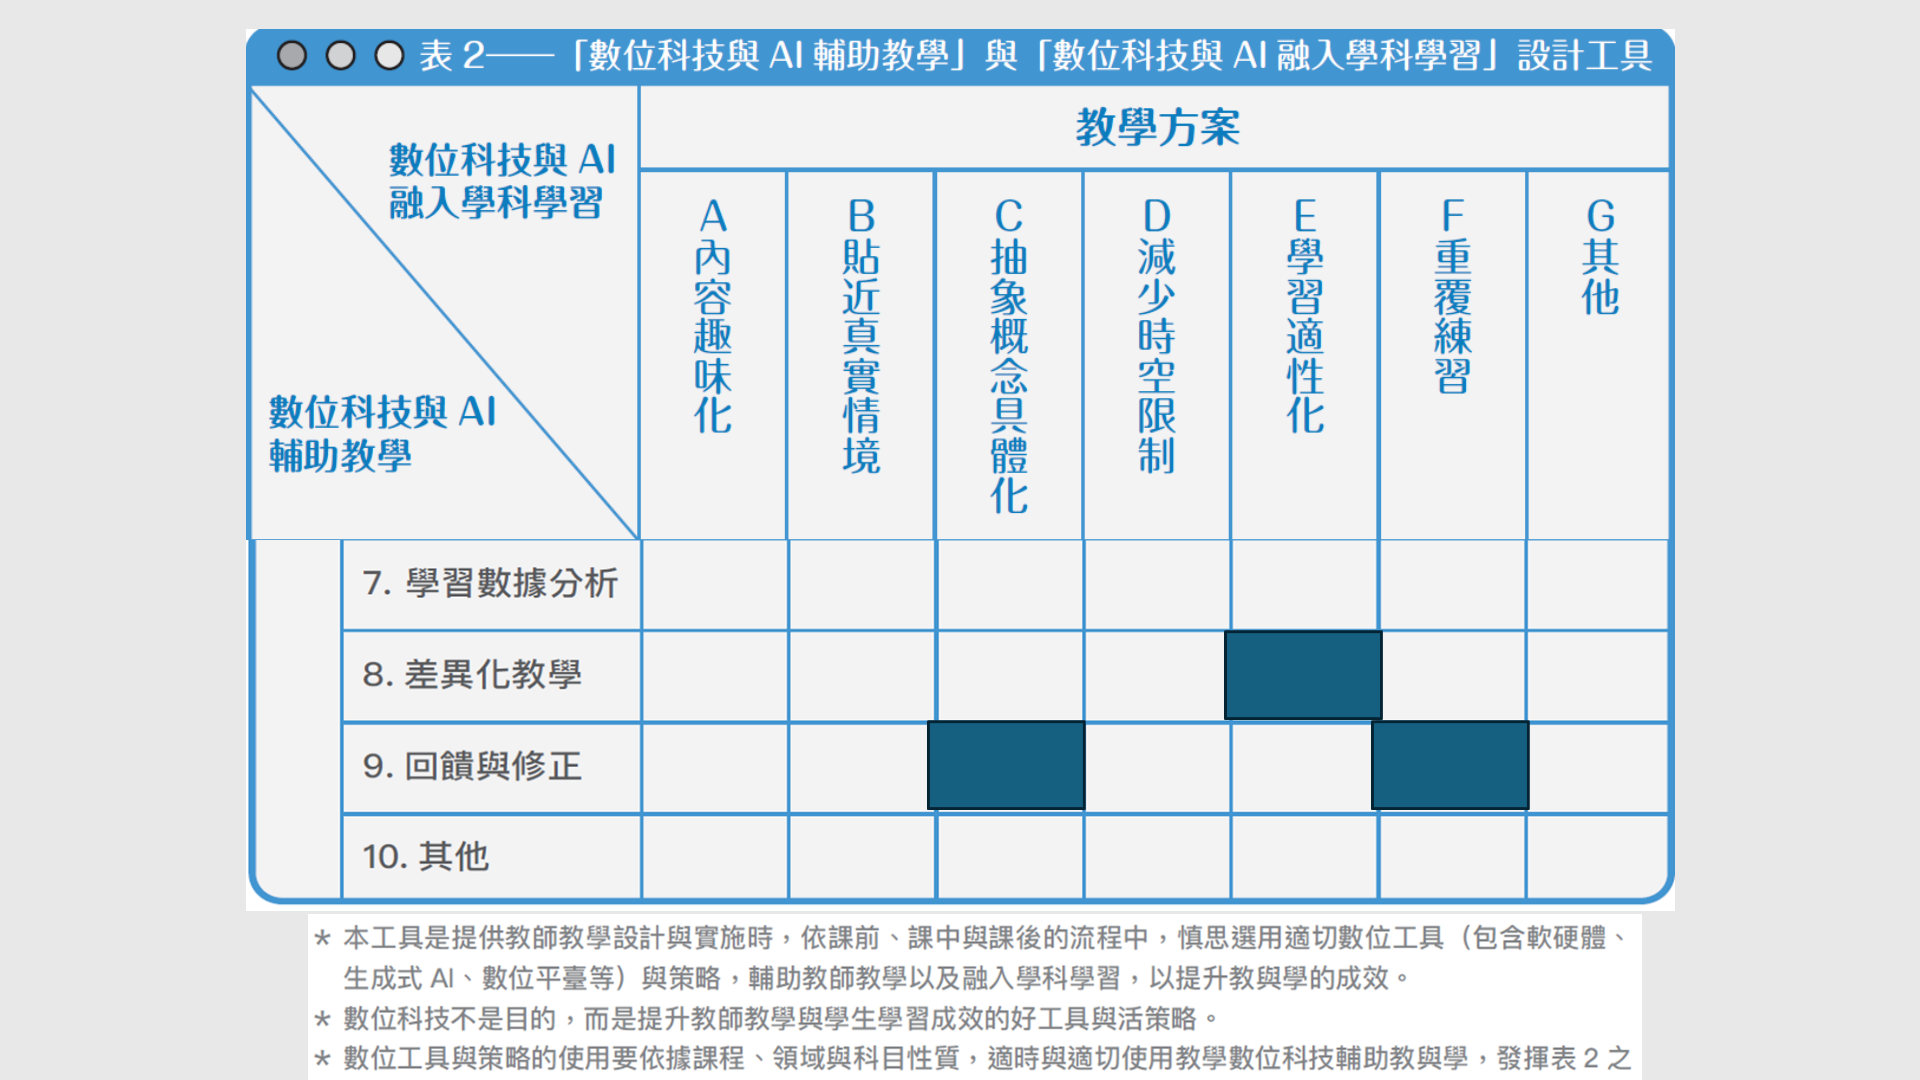 表 2——「數位科技與 AI 輔助教學」與「數位科技與 AI 融入學科學習」設計工具
教學方案
數位科技與 AI
融入學科學習
數位科技與 AI
輔助教學
A內容趣味化
B貼近真實情境
C抽象概念具體化
D減少時空限制
E學習適性化
F重覆練習
G其他
7. 學習數據分析
8. 差異化教學
9. 回饋與修正
10. 其他
* 本工具是提供教師教學設計與實施時，依課前、課中與課後的流程中，慎思選用適切數位工具（包含軟硬體、
生成式 AI、數位平臺等）與策略，輔助教師教學以及融入學科學習，以提升教與學的成效。
* 數位科技不是目的，而是提升教師教學與學生學習成效的好工具與活策略。
* 數位工具與策略的使用要依據課程、領域與科目性質，適時與適切使用教學數位科技輔助教與學，發揮表 2 之